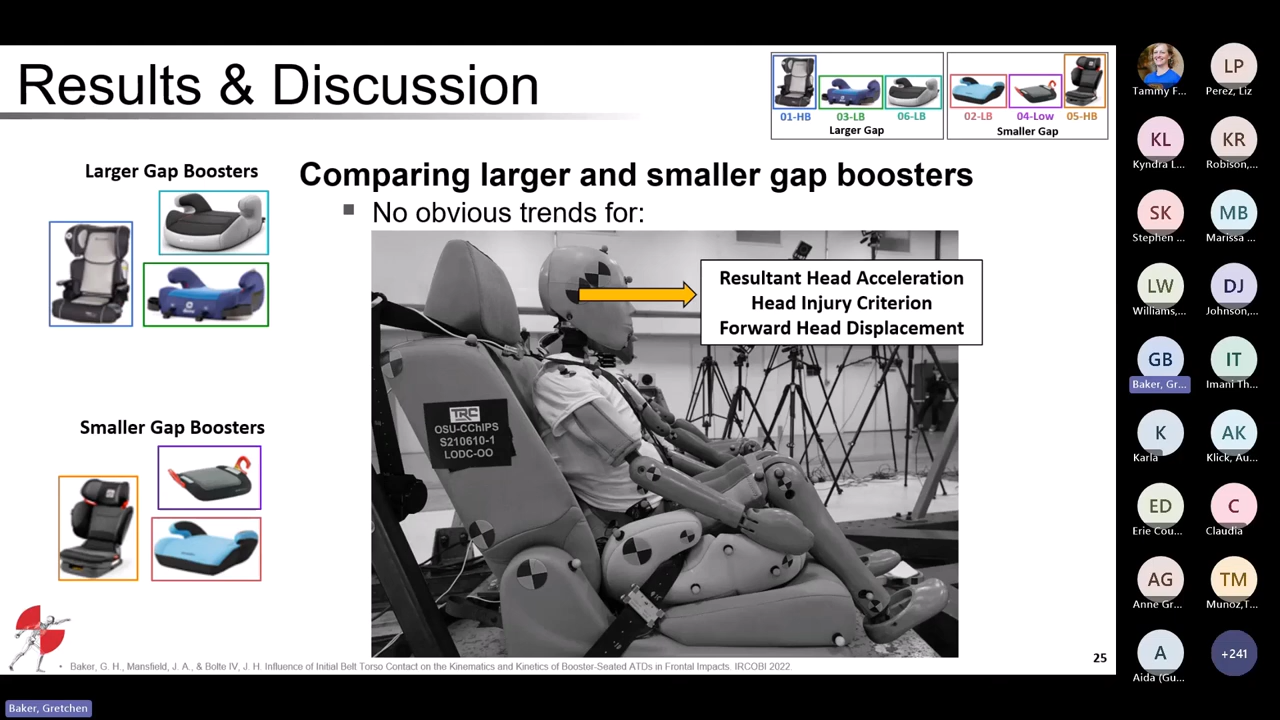 Results & Discussion
01-HB
03-LB
06-LB
Larger Gap
02-LB
04-Low
05-HB
Smaller Gap
Larger Gap Boosters
Smaller Gap Boosters
Comparing larger and smaller gap boosters
No obvious trends for:
Resultant Head Acceleration
Head Injury Criterion
Forward Head Displacement
TRC
OSU-CChIPS
S210610-1
LODC-OO
• Baker, G. H., Mansfield, J. A., & Bolte IV, J. H. Influence of Initial Belt Torso Contact on the Kinematics and Kinetics of Booster-Seated ATDs in Frontal Impacts. IRCOBI 2022.
25
Tammy F...
LP
Perez, Liz
KL
Kyndra L...
KR
Robison,...
SK
Stephen ...
MB
Marissa ...
LW
Williams,...
DJ
Johnson,...
GB
Baker, Gr...
IT
Imani Th...
K
Karla
AK
Klick, Au...
ED
Erie Cou...
C
Claudia
AG
Anne Gr...
TM
Munoz,T...
A
Aida (Gu...
+241
Baker, Gretchen